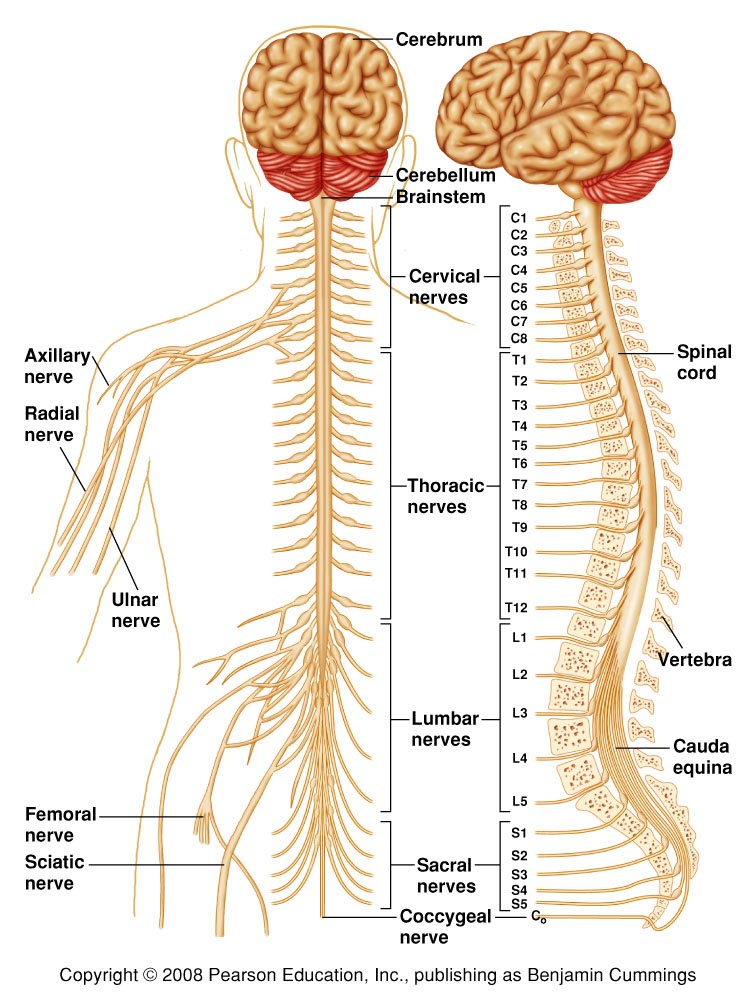 Cerebrum
Cerebellum
Brainstem
Cervical
nerves
Axillary
nerve
Radial
nerve
Thoracic
nerves
Ulnar
nerve
Lumbar
nerves
Femoral
nerve
Sciatic
nerve
Sacral
nerves
Coccygeal
nerve
C1
C2
C3
C4
C5
C6
C7
C8
T1
T2
T3
T4
T5
T6
T7
T8
T9
T10
T11
T12
L1
L2
L3
L4
L5
S1
S2
S3
S4
S5
Co
Spinal
cord
Vertebra
Cauda
equina
Copyright © 2008 Pearson Education, Inc., publishing as Benjamin Cummings